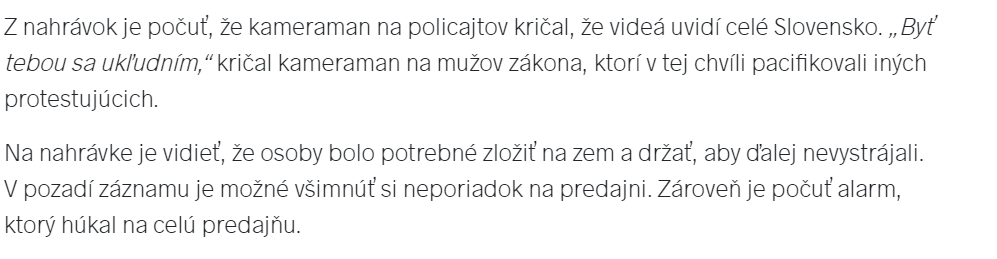 Z nahrávok je počuť, že kameraman na policajtov kričal, že videá uvidí celé Slovensko. „Byť
tebou sa ukľudním,“ kričal kameraman na mužov zákona, ktorí v tej chvíli pacifikovali iných
protestujúcich.
Na nahrávke je vidieť, že osoby bolo potrebné zložiť na zem a držať, aby ďalej nevystrájali.
V pozadí záznamu je možné všimnúť si neporiadok na predajni. Zároveň je počuť alarm,
ktorý húkal na celú predajňu.